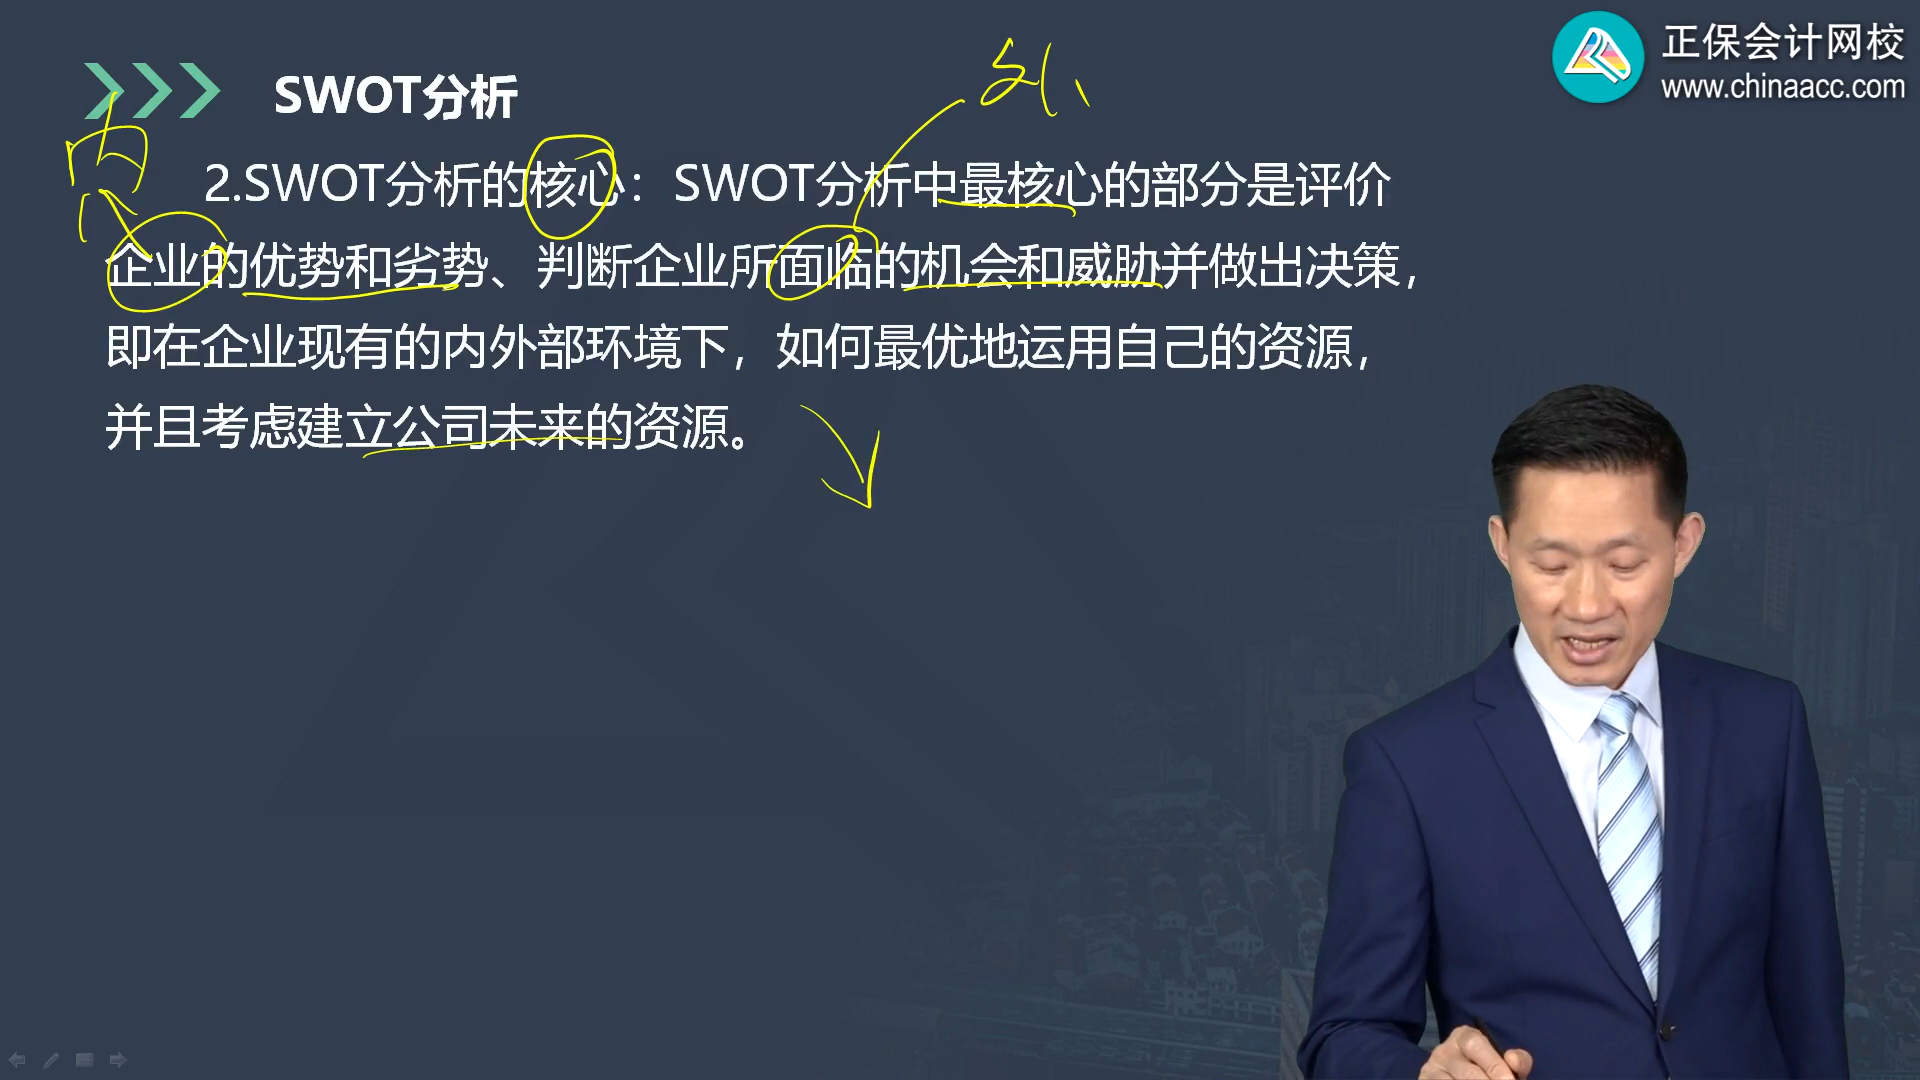 正保会计网校
www.chinaacc.com
SWOT分析
外
内
2.SWOT分析的核心：SWOT分析中最核心的部分是评价
企业的优势和劣势、判断企业所面临的机会和威胁并做出决策，
即在企业现有的内外部环境下，如何最优地运用自己的资源，
并且考虑建立公司未来的资源。